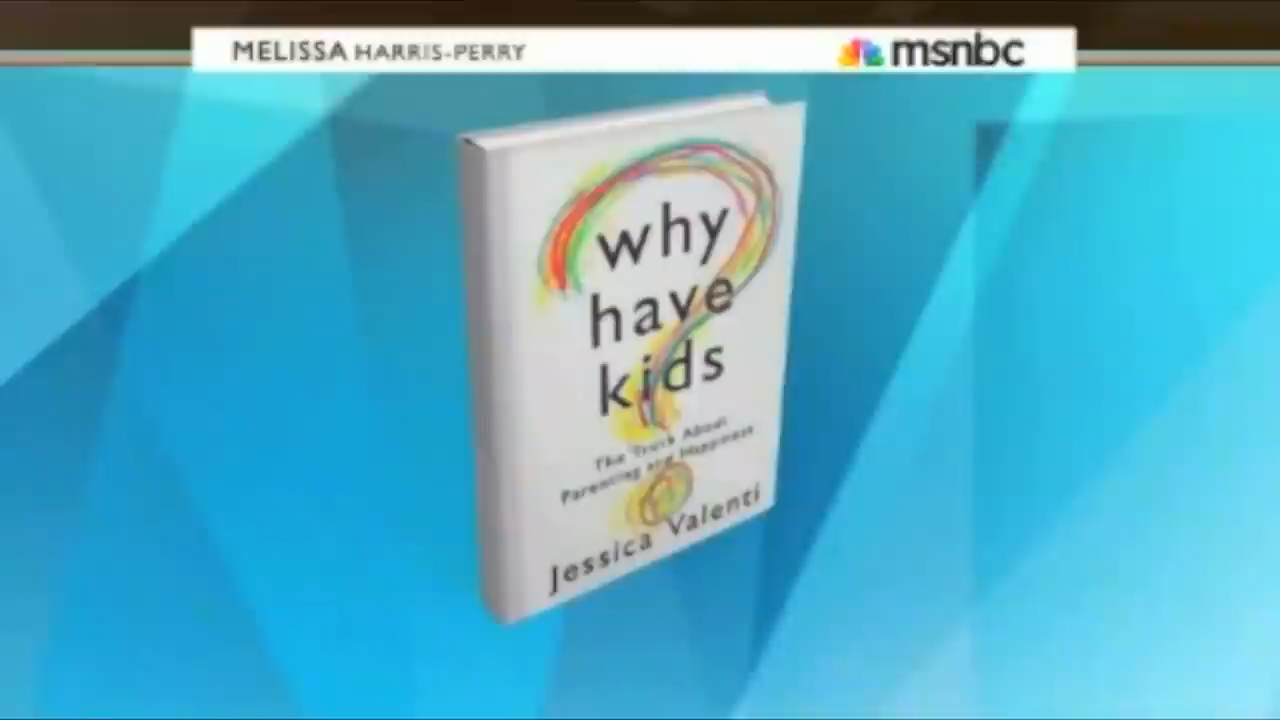 MELISSA HARRIS-PERRY
msnbc
why
have
kids
The Truth About
Parenting and Happiness
Jessica Valenti